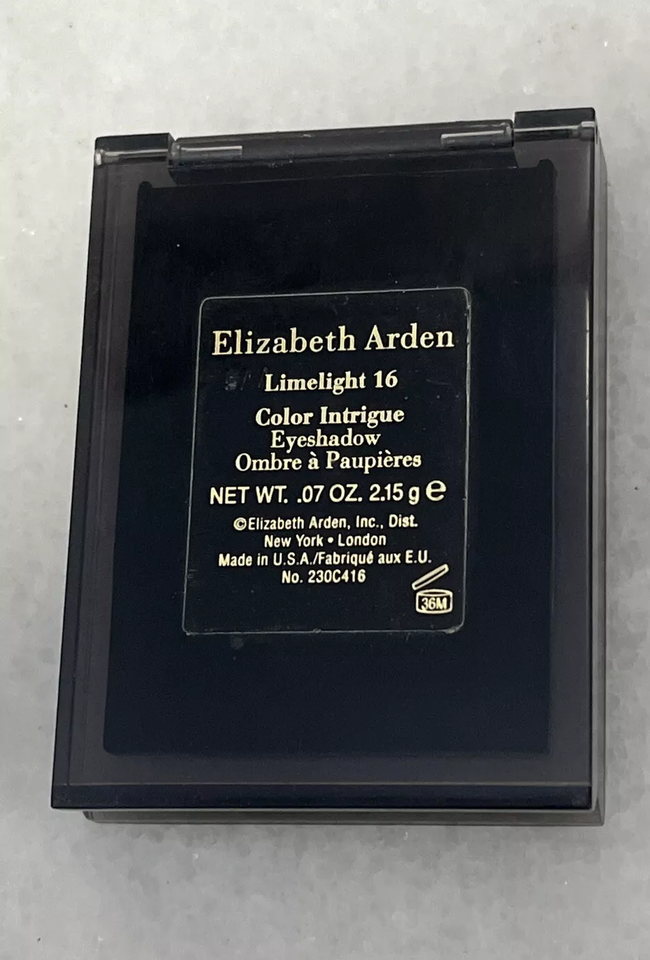 Elizabeth Arden
Limelight 16
Color Intrigue
Eyeshadow
Ombre à Paupières
NET WT. .07 OZ. 2.15 g ℮
©Elizabeth Arden, Inc., Dist.
New York • London
Made in U.S.A./Fabriqué aux E.U.
No. 230C416
36M